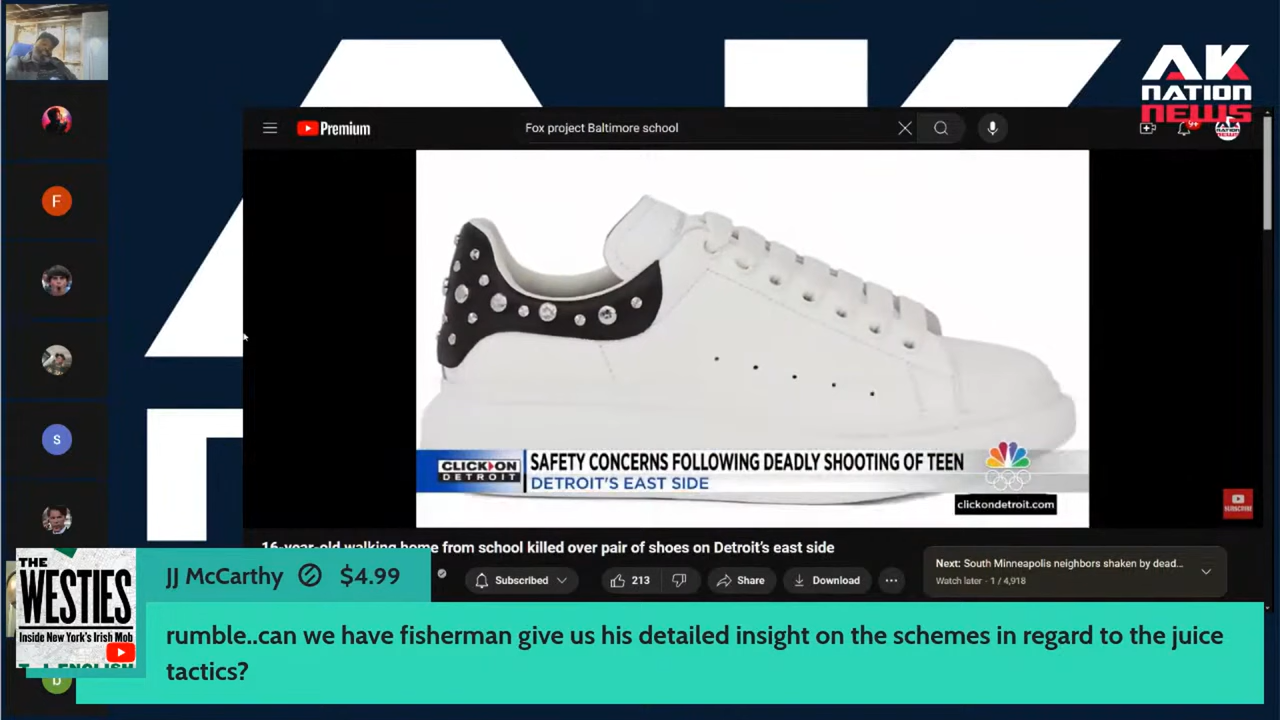 AK
NATION
NEWS
Premium
Fox project Baltimore school
9+
F
S
CLICK ON
DETROIT
SAFETY CONCERNS FOLLOWING DEADLY SHOOTING OF TEEN
DETROIT'S EAST SIDE
clickondetroit.com
SUBSCRIBE
16-year-old walking home from school killed over pair of shoes on Detroit's east side
Subscribed
213
Share
Download
...
Next: South Minneapolis neighbors shaken by dead...
Watch later · 1 / 4,918
THE
WESTIES
Inside New York's Irish Mob
T. J. ENGLISH
JJ McCarthy
$4.99
rumble..can we have fisherman give us his detailed insight on the schemes in regard to the juice
tactics?